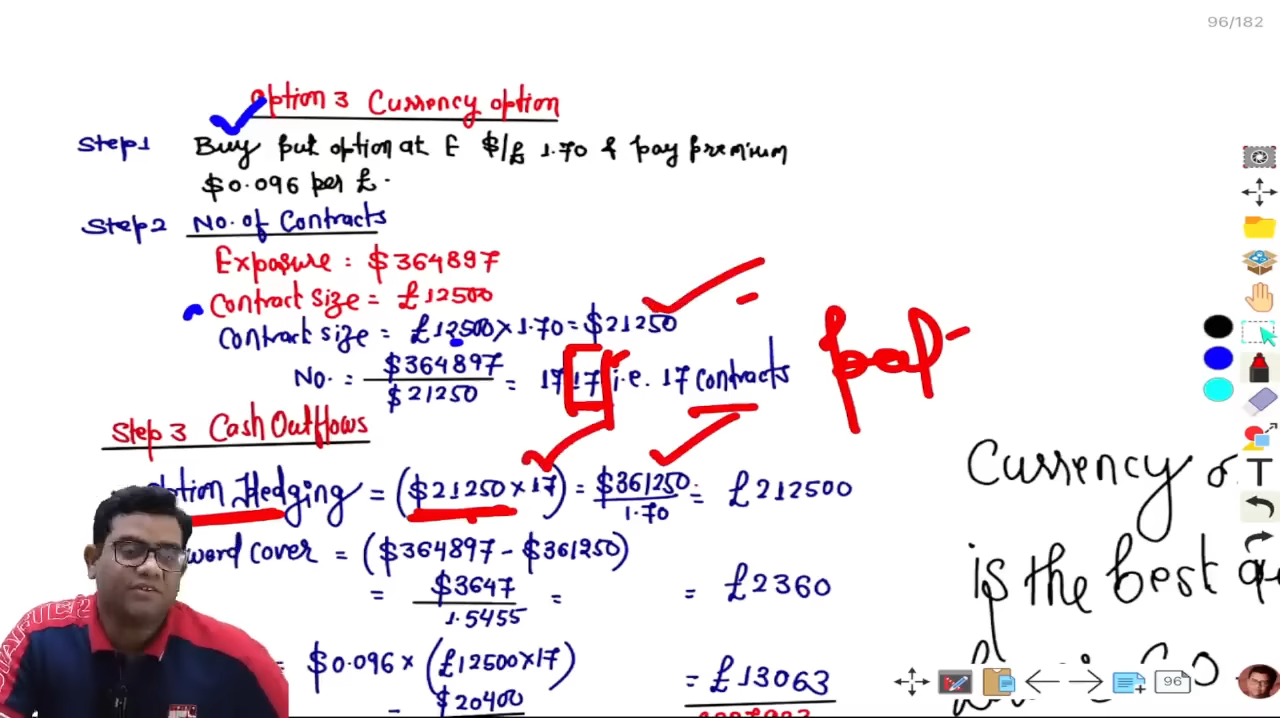 96/182
Option 3 Currency option
Step1 Buy put option at E $/£ 1.70 & pay premium
$0.096 per £.
Step2 No. of Contracts
Exposure = $364897
Contract size = £12500
Contract size = £12500 × 1.70 = $21250
No. = $364897 / $21250 = 17.17 i.e. 17 contracts
Step 3 Cash Outflows
Option Hedging = ($21250 × 17) = $361250 / 1.70 = £212500
cover = ($364897 - $361250)
= $3647 / 1.5455 = = £2360
= $0.096 × (£12500 × 17)
= $20400 = £13063
Currency
is the best
96